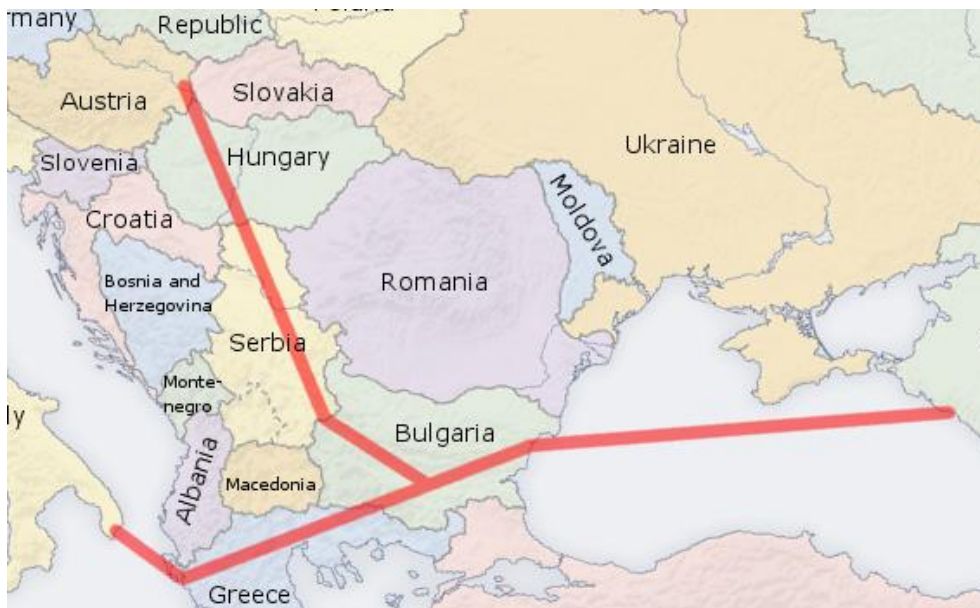 rmany
Republic
Austria
Slovakia
Ukraine
Slovenia
Hungary
Moldova
Croatia
Bosnia and
Herzegovina
Romania
Serbia
Monte-
negro
ly
Bulgaria
Albania
Macedonia
Greece